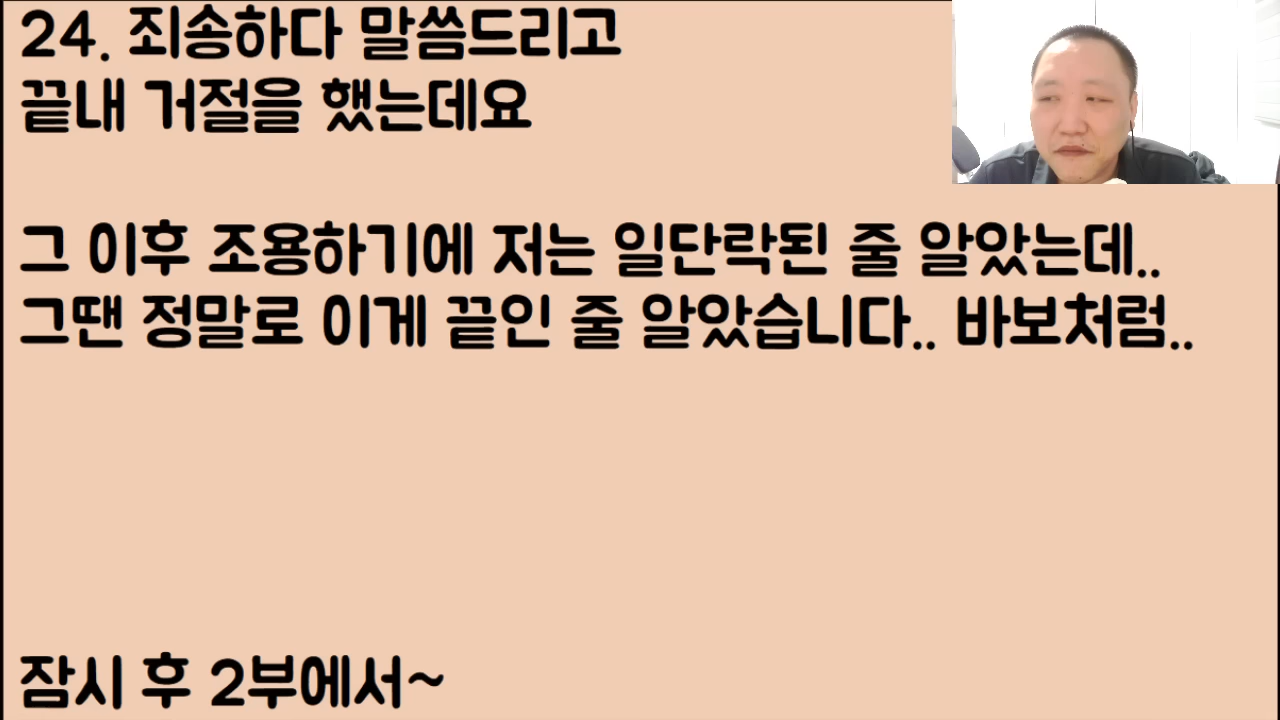 24. 죄송하다 말씀드리고
끝내 거절을 했는데요
그 이후 조용하기에 저는 일단락된 줄 알았는데..
그땐 정말로 이게 끝인 줄 알았습니다.. 바보처럼..
잠시 후 2부에서~